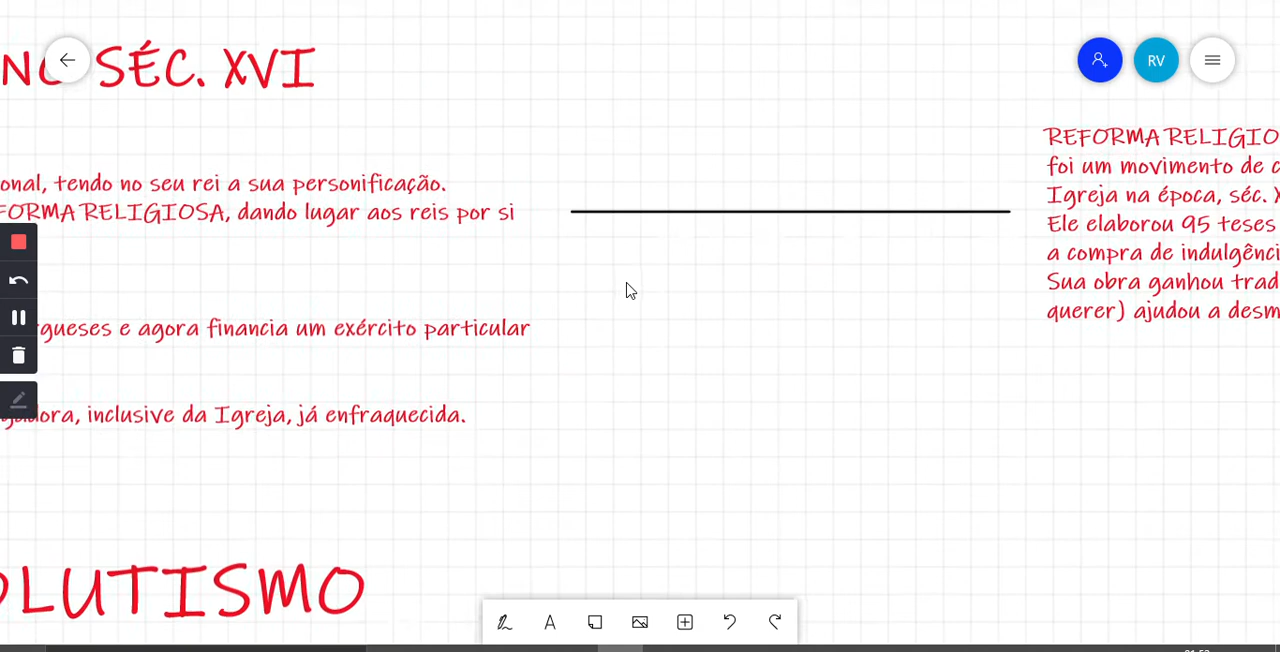 NO SÉC. XVI
RV
onal, tendo no seu rei a sua personificação.
FORMA RELIGIOSA, dando lugar aos reis por si
rgueses e agora financia um exército particular
gadora, inclusive da Igreja, já enfraquecida.
REFORMA RELIGIO
foi um movimento de c
Igreja na época, séc. X
Ele elaborou 95 teses
a compra de indulgênci
Sua obra ganhou trad
querer) ajudou a desm
OLUTISMO